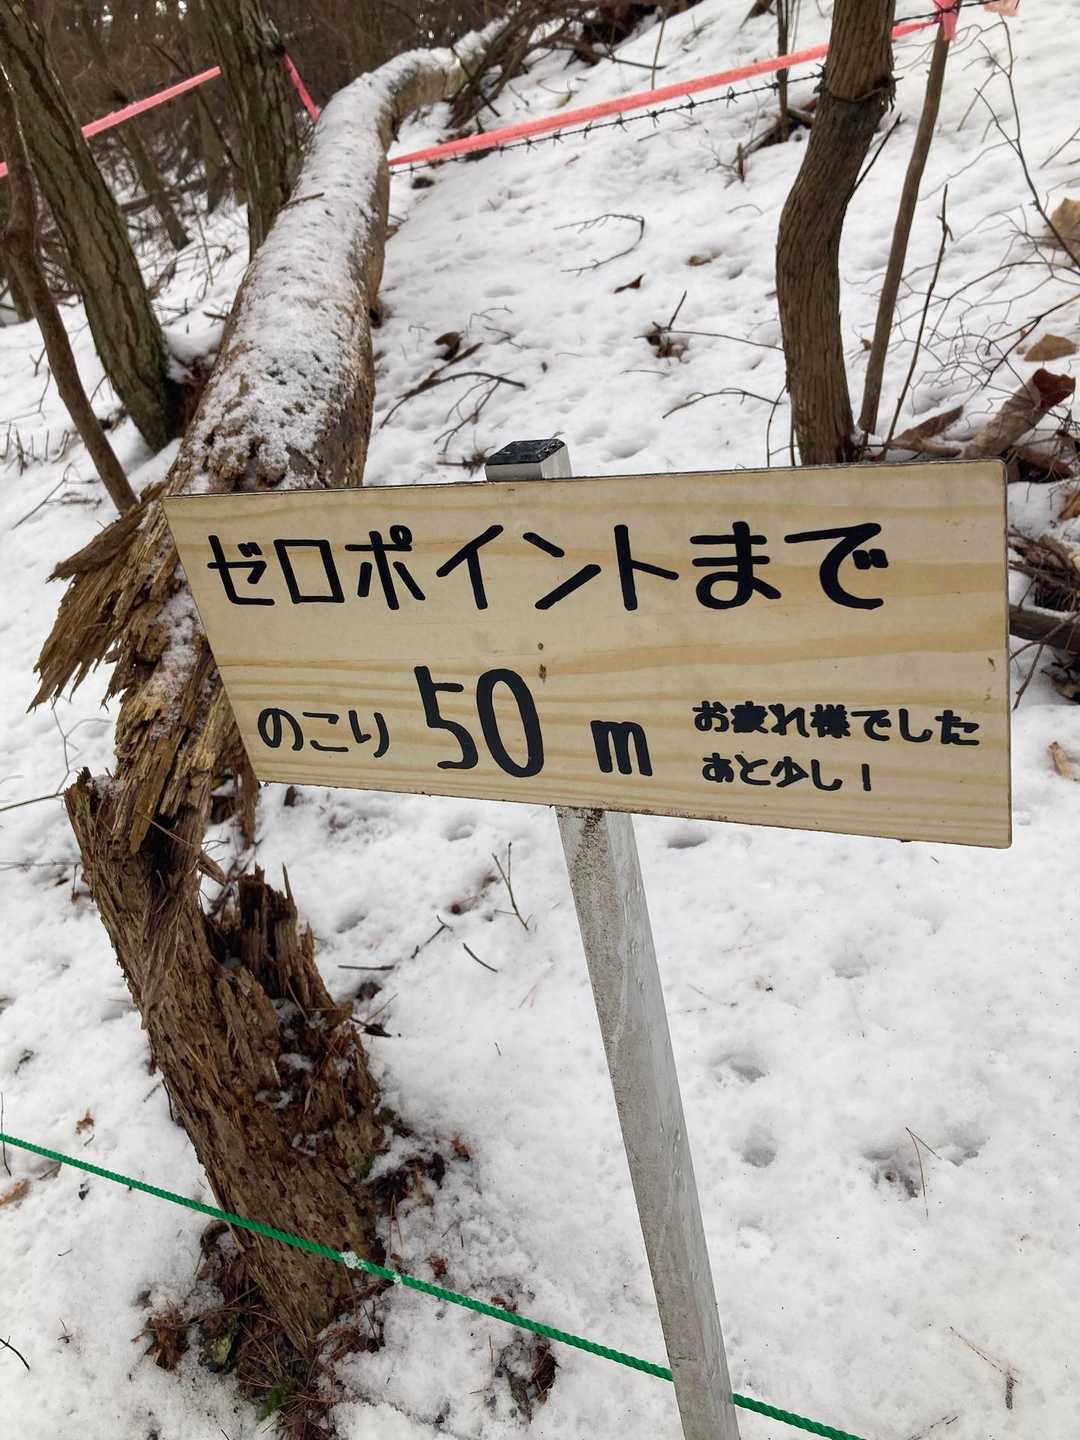 ゼロポイントまで
のこり 50 m
お疲れ様でした
あと少し！